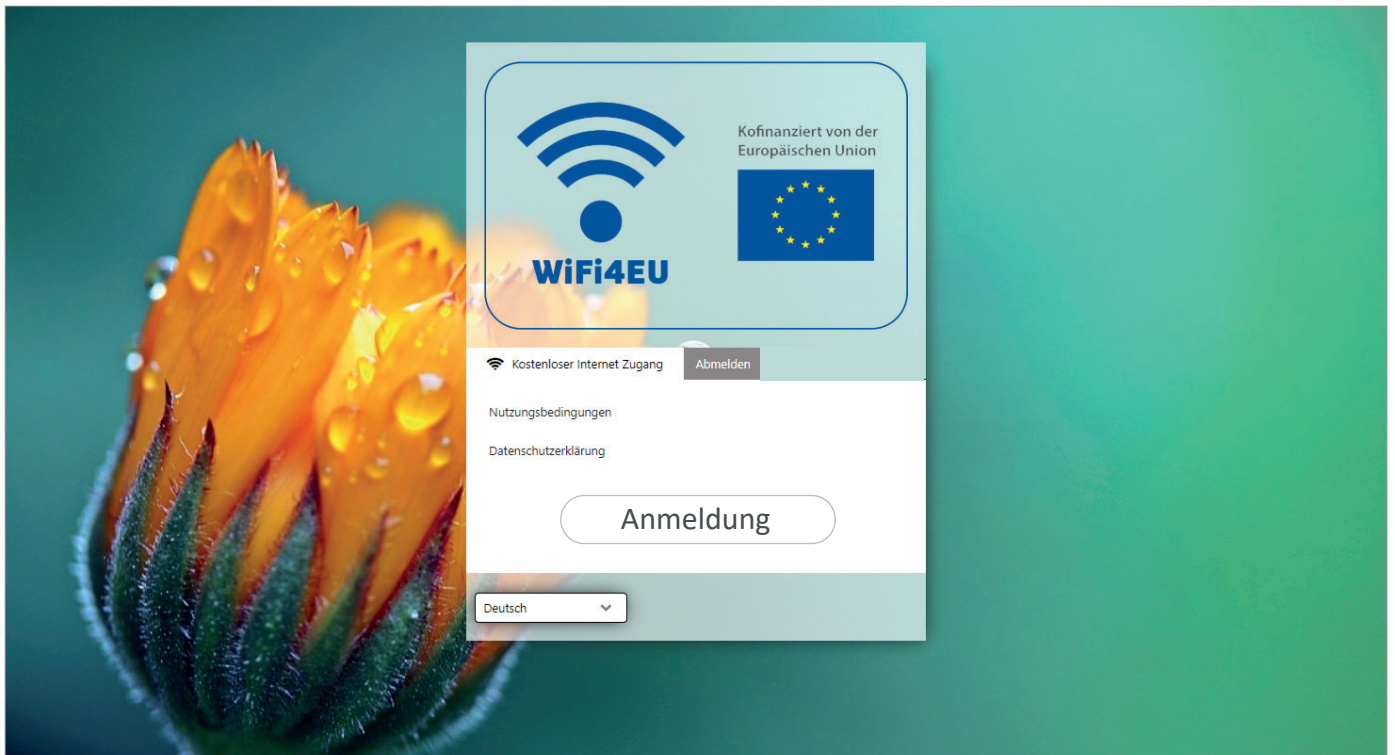 Kofinanziert von der
Europäischen Union
WiFi4EU
Kostenloser Internet Zugang
Abmelden
Nutzungsbedingungen
Datenschutzerklärung
Anmeldung
Deutsch